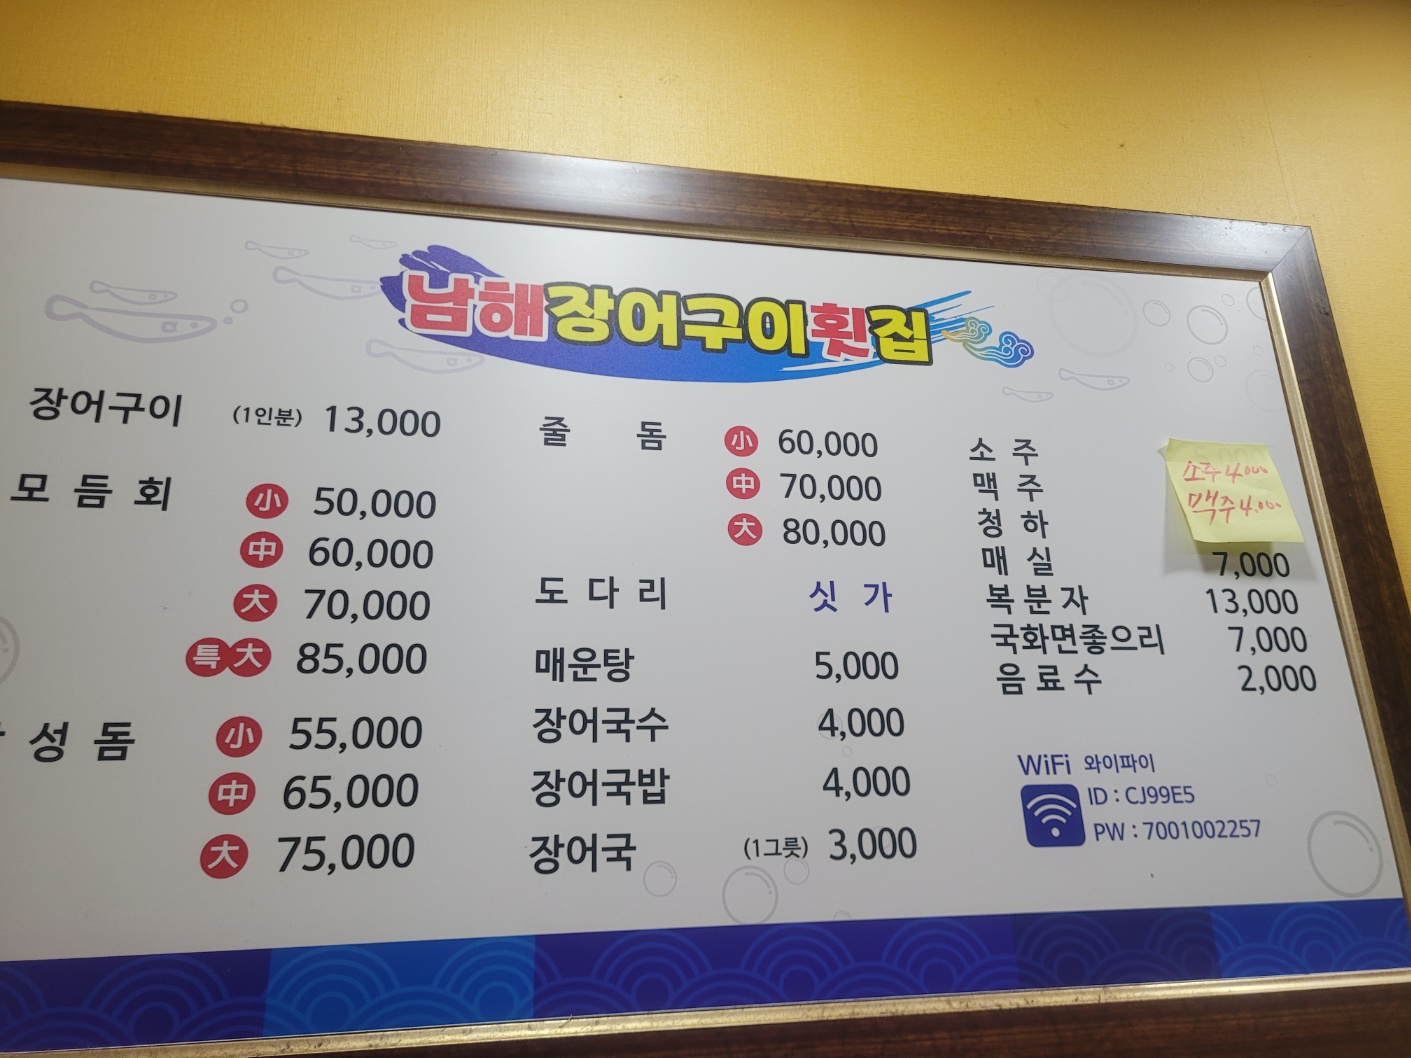 남해장어구이횟집
장어구이 (1인분) 13,000
모듬회 小 50,000
中 60,000
大 70,000
특大 85,000
성돔 小 55,000
中 65,000
大 75,000
줄돔 小 60,000
中 70,000
大 80,000
도다리 싯가
매운탕 5,000
장어국수 4,000
장어국밥 4,000
장어국 (1그릇) 3,000
소주
맥주
청하
매실 7,000
복분자 13,000
국화면좋으리 7,000
음료수 2,000
소주 4.000
맥주 4.000
WiFi 와이파이
ID : CJ99E5
PW : 7001002257